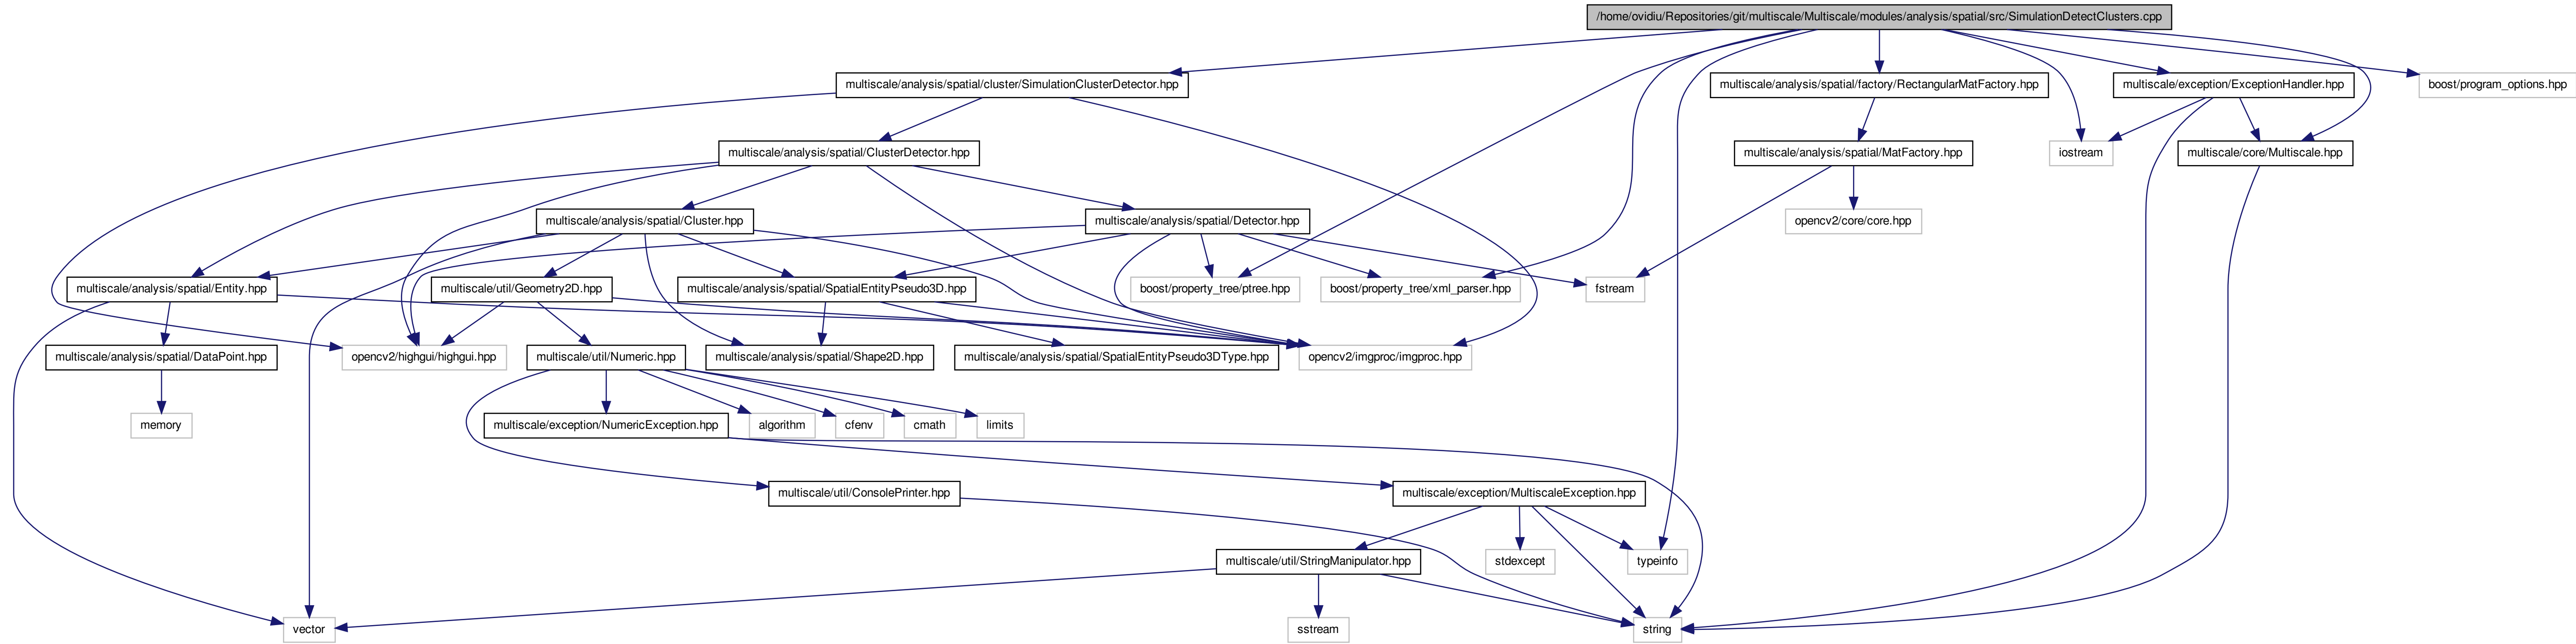 /home/ovidiu/Repositories/git/multiscale/Multiscale/modules/analysis/spatial/src/SimulationDetectClusters.cpp
multiscale/analysis/spatial/cluster/SimulationClusterDetector.hpp
multiscale/analysis/spatial/factory/RectangularMatFactory.hpp
multiscale/exception/ExceptionHandler.hpp
boost/program_options.hpp
multiscale/analysis/spatial/ClusterDetector.hpp
multiscale/analysis/spatial/MatFactory.hpp
iostream
multiscale/core/Multiscale.hpp
multiscale/analysis/spatial/Cluster.hpp
multiscale/analysis/spatial/Detector.hpp
opencv2/core/core.hpp
multiscale/analysis/spatial/Entity.hpp
multiscale/util/Geometry2D.hpp
multiscale/analysis/spatial/SpatialEntityPseudo3D.hpp
boost/property_tree/ptree.hpp
boost/property_tree/xml_parser.hpp
fstream
multiscale/analysis/spatial/DataPoint.hpp
opencv2/highgui/highgui.hpp
multiscale/util/Numeric.hpp
multiscale/analysis/spatial/Shape2D.hpp
multiscale/analysis/spatial/SpatialEntityPseudo3DType.hpp
opencv2/imgproc/imgproc.hpp
memory
multiscale/exception/NumericException.hpp
algorithm
cfenv
cmath
limits
multiscale/util/ConsolePrinter.hpp
multiscale/exception/MultiscaleException.hpp
multiscale/util/StringManipulator.hpp
stdexcept
typeinfo
vector
sstream
string